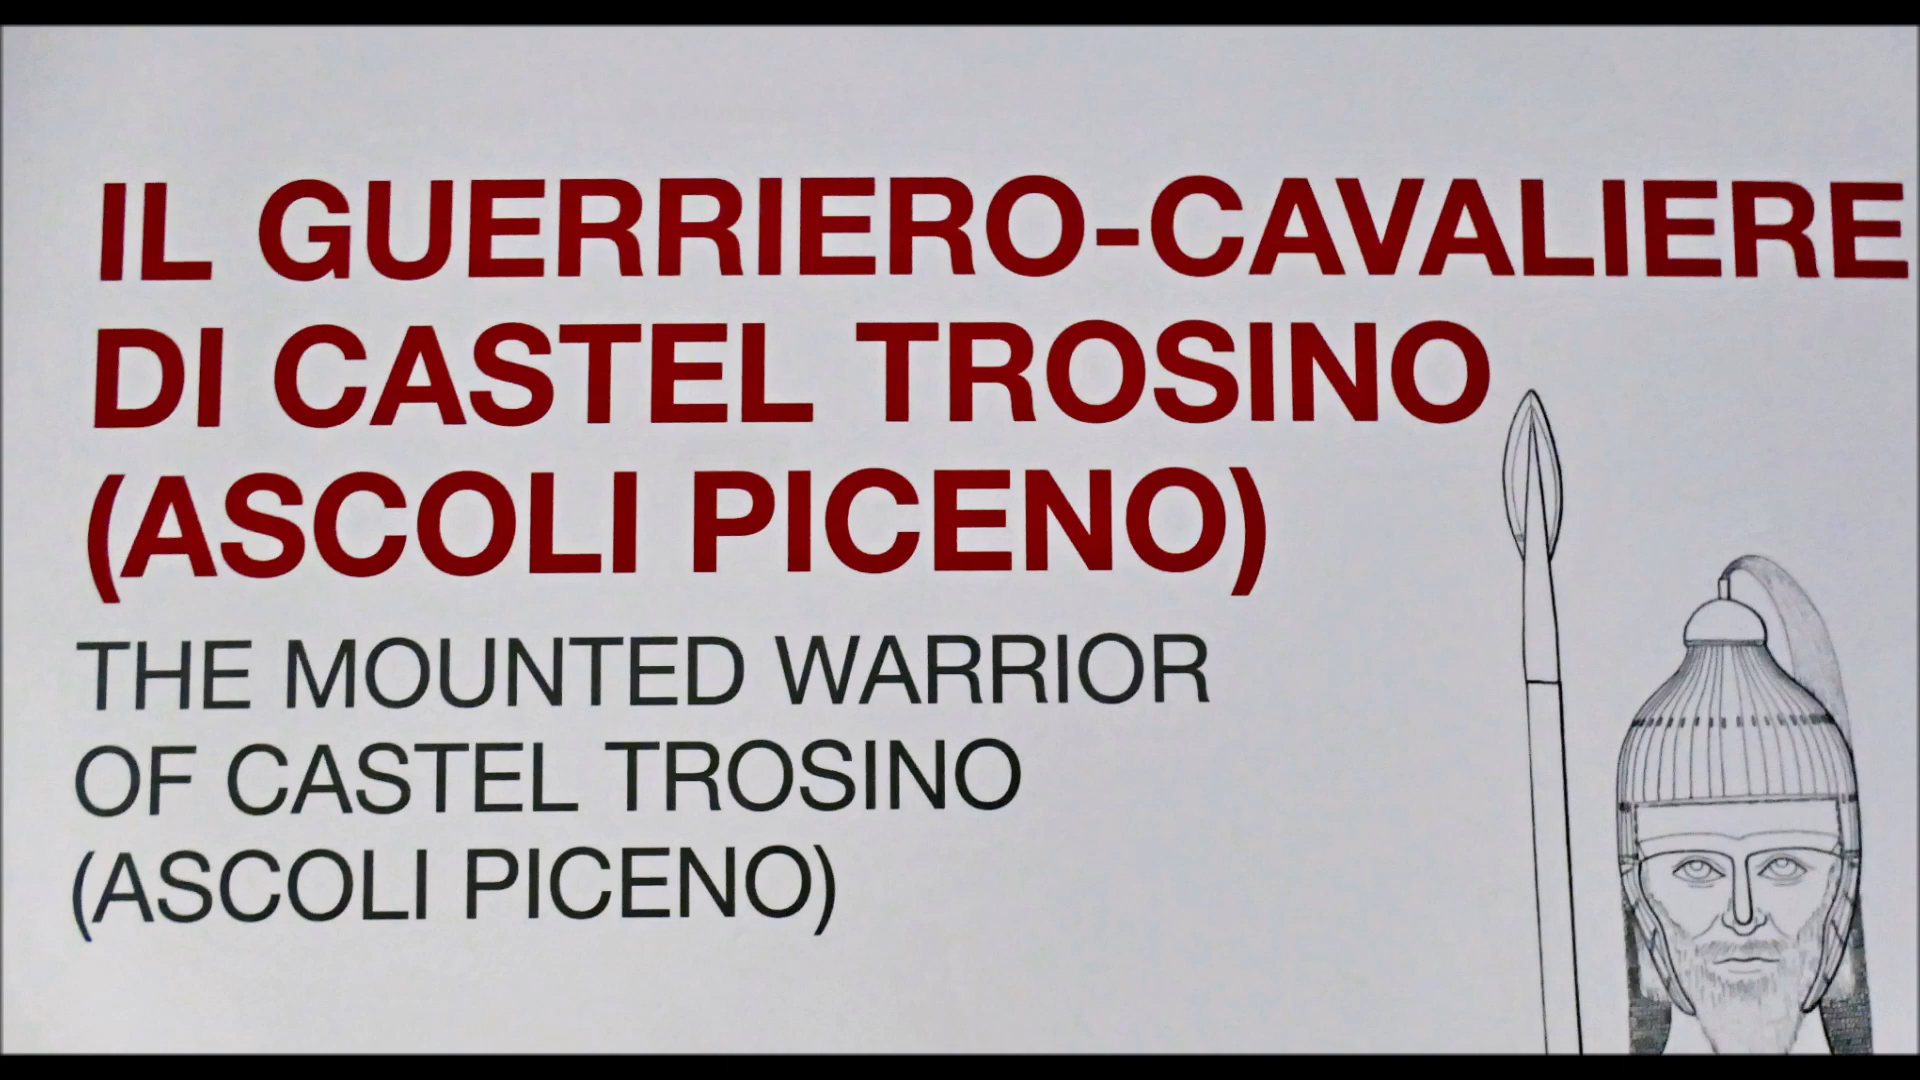 IL GUERRIERO-CAVALIERE
DI CASTEL TROSINO
(ASCOLI PICENO)
THE MOUNTED WARRIOR
OF CASTEL TROSINO
(ASCOLI PICENO)